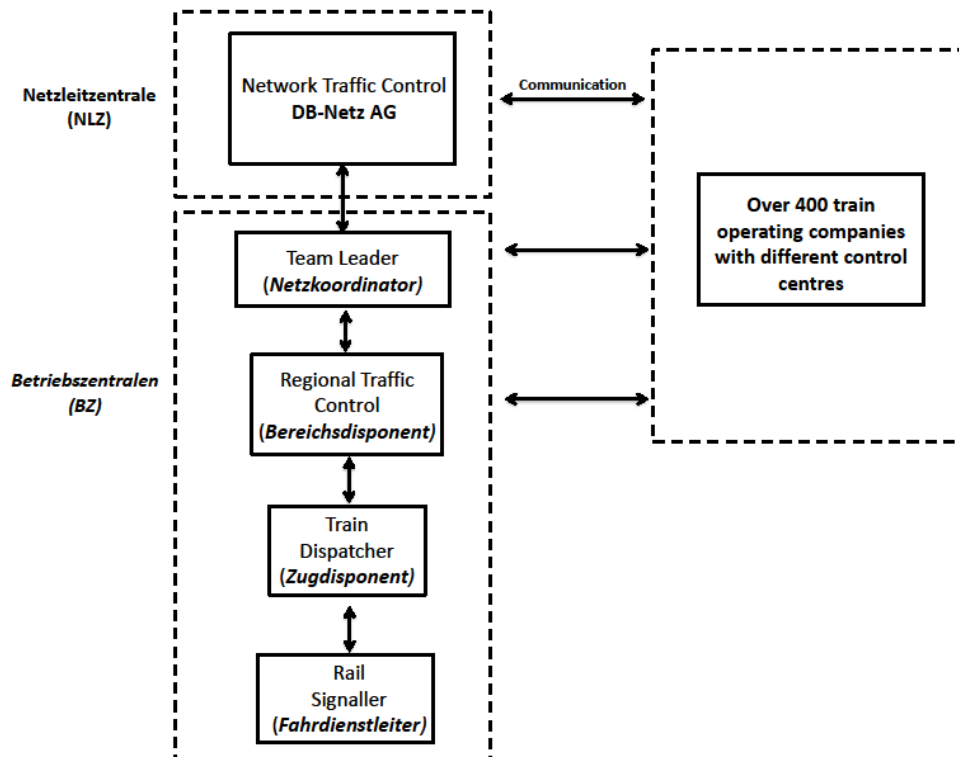 Netzleitzentrale
(NLZ)
Network Traffic Control
DB-Netz AG
Communication
Over 400 train
operating companies
with different control
centres
Betriebszentralen
(BZ)
Team Leader
(Netzkoordinator)
Regional Traffic
Control
(Bereichsdisponent)
Train
Dispatcher
(Zugdisponent)
Rail
Signaller
(Fahrdienstleiter)